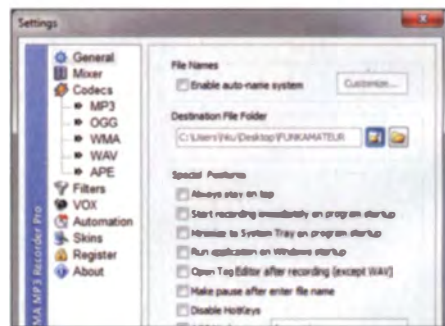 Settings
General
Mixer
Codecs
MP3
OGG
WMA
WAV
APE
Filters
VOX
Automation
Skins
Register
About
MA MP3 Recorder Pro
File Names
Enable auto-name system
Customize...
Destination File Folder
C:\Users\hku\Desktop\FUNKAMATEUR
Special Features
Always stay on top
Start recording immediately on program startup
Minimize to System Tray on program startup
Run application on Windows startup
Open Tag Editor after recording (except WAV)
Make pause after enter file name
Disable HotKeys